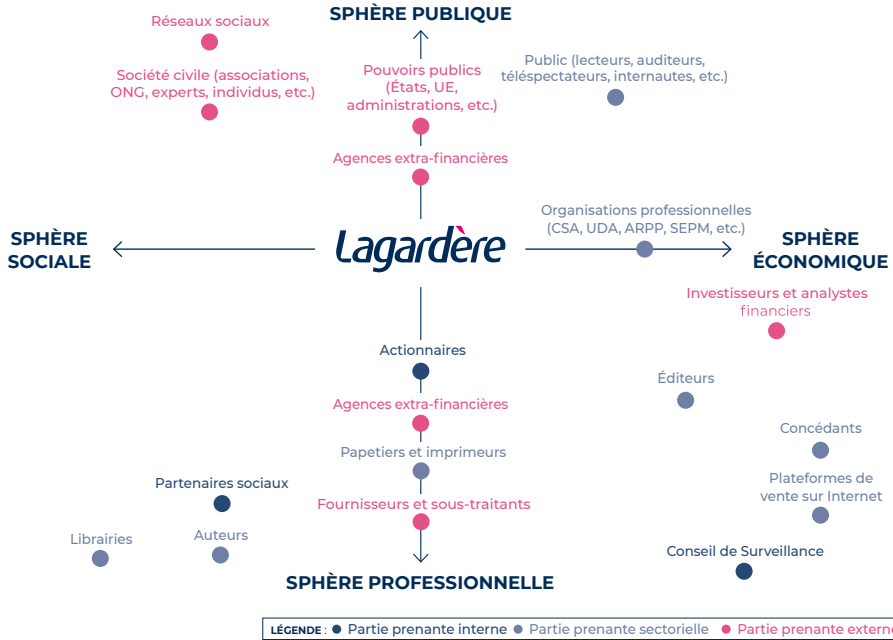 SPHÈRE PUBLIQUE
Réseaux sociaux
Société civile (associations,
ONG, experts, individus, etc.)
Pouvoirs publics
(États, UE,
administrations, etc.)
Public (lecteurs, auditeurs,
téléspectateurs, internautes, etc.)
Agences extra-financières
Organisations professionnelles
(CSA, UDA, ARPP, SEPM, etc.)
SPHÈRE
SOCIALE
Lagardère
SPHÈRE
ÉCONOMIQUE
Investisseurs et analystes
financiers
Actionnaires
Éditeurs
Agences extra-financières
Concédants
Papetiers et imprimeurs
Plateformes de
vente sur Internet
Partenaires sociaux
Fournisseurs et sous-traitants
Librairies
Auteurs
Conseil de Surveillance
SPHÈRE PROFESSIONNELLE
LÉGENDE : Partie prenante interne Partie prenante sectorielle Partie prenante externe